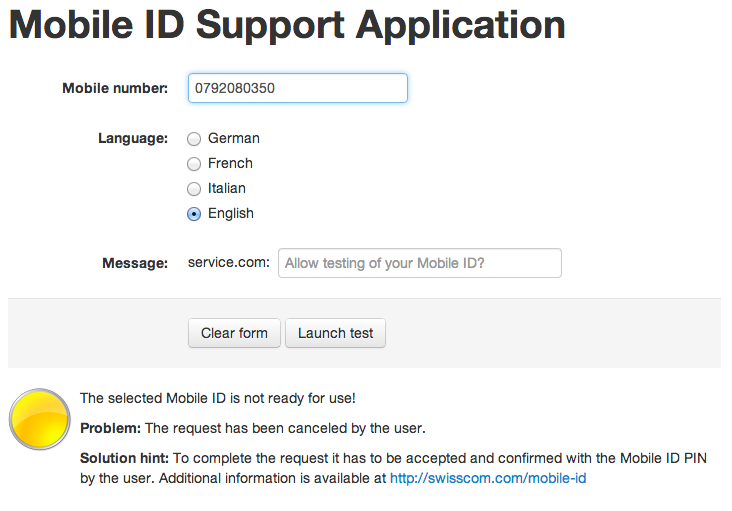 Mobile ID Support Application
Mobile number: 0792080350
Language: German
French
Italian
English
Message: service.com: Allow testing of your Mobile ID?
Clear form Launch test
The selected Mobile ID is not ready for use!
Problem: The request has been canceled by the user.
Solution hint: To complete the request it has to be accepted and confirmed with the Mobile ID PIN
by the user. Additional information is available at http://swisscom.com/mobile-id